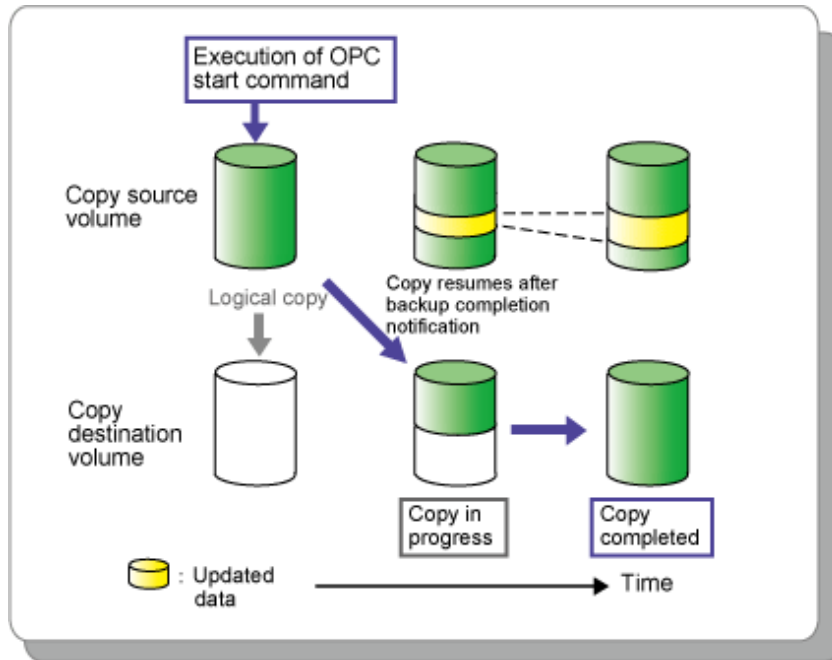 Execution of OPC
start command
Copy source
volume
Logical copy
Copy resumes after
backup completion
notification
Copy
destination
volume
Copy in
progress
Copy
completed
: Updated
data
Time